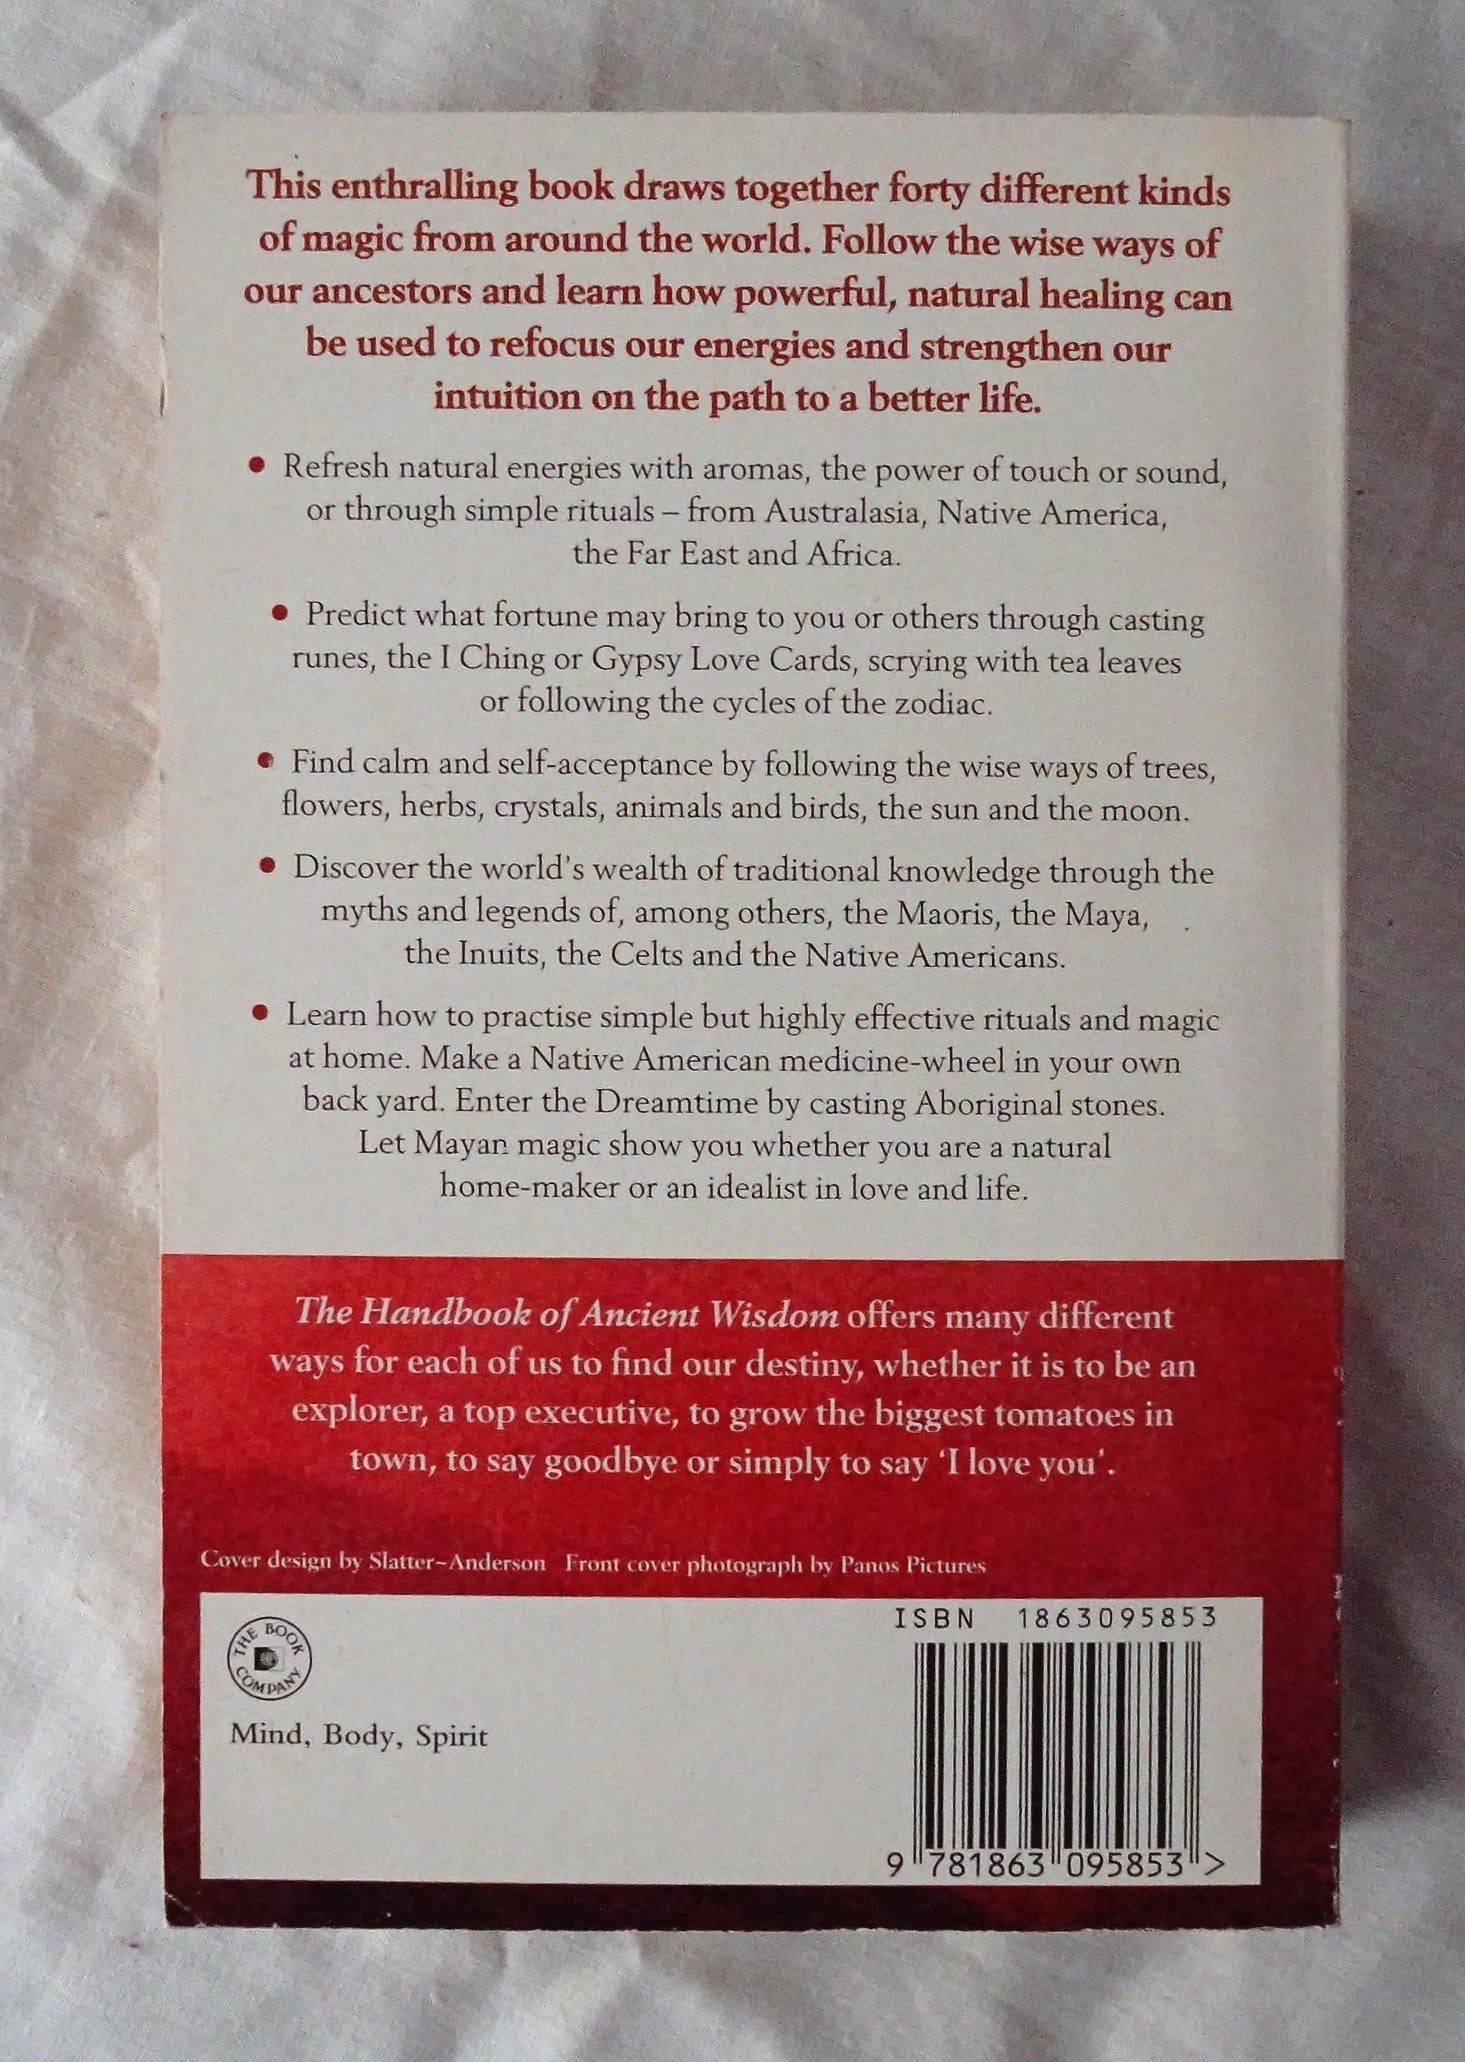 This enthralling book draws together forty different kinds
of magic from around the world. Follow the wise ways of
our ancestors and learn how powerful, natural healing can
be used to refocus our energies and strengthen our
intuition on the path to a better life.
• Refresh natural energies with aromas, the power of touch or sound,
or through simple rituals – from Australasia, Native America,
the Far East and Africa.
• Predict what fortune may bring to you or others through casting
runes, the I Ching or Gypsy Love Cards, scrying with tea leaves
or following the cycles of the zodiac.
• Find calm and self-acceptance by following the wise ways of trees,
flowers, herbs, crystals, animals and birds, the sun and the moon.
• Discover the world's wealth of traditional knowledge through the
myths and legends of, among others, the Maoris, the Maya,
the Inuits, the Celts and the Native Americans.
• Learn how to practise simple but highly effective rituals and magic
at home. Make a Native American medicine-wheel in your own
back yard. Enter the Dreamtime by casting Aboriginal stones.
Let Mayan magic show you whether you are a natural
home-maker or an idealist in love and life.
The Handbook of Ancient Wisdom offers many different
ways for each of us to find our destiny, whether it is to be an
explorer, a top executive, to grow the biggest tomatoes in
town, to say goodbye or simply to say 'I love you'.
Cover design by Slatter~Anderson Front cover photograph by Panos Pictures
ISBN 1863095853
THE BOOK COMPANY
Mind, Body, Spirit
9 781863 095853 >